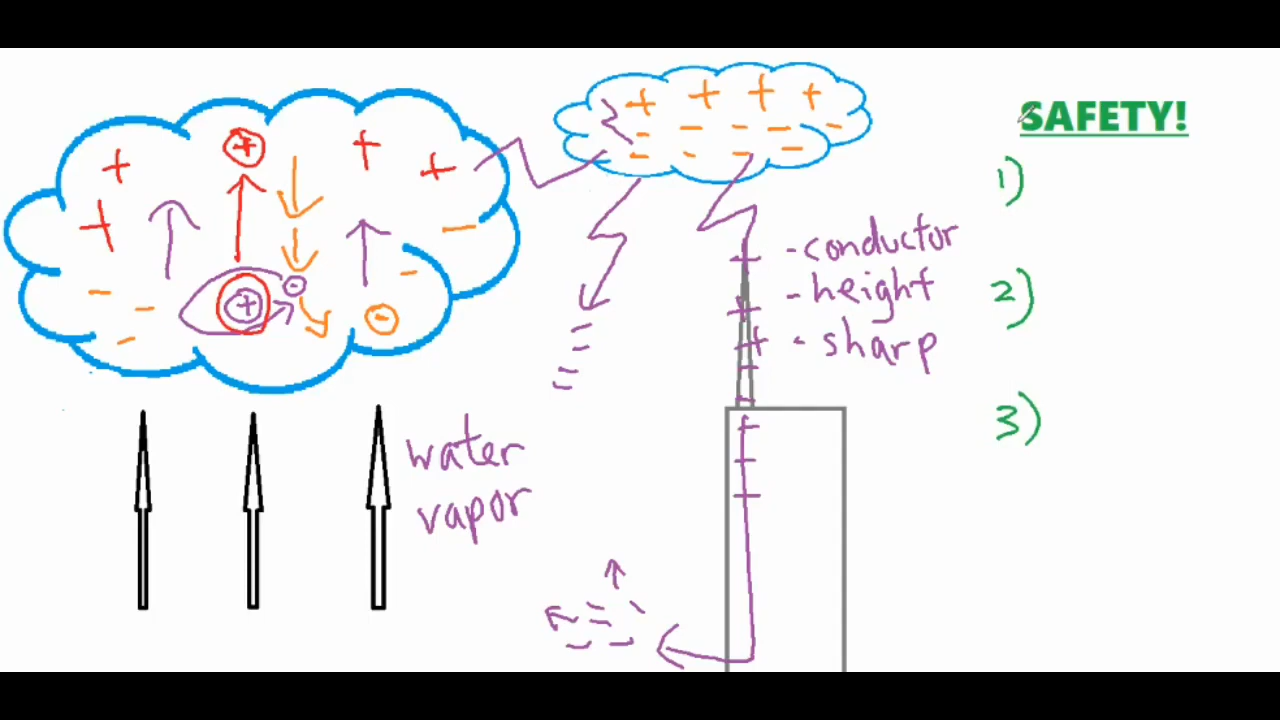 SAFETY!
1)
- conductor
- height
- sharp
2)
3)
water
vapor